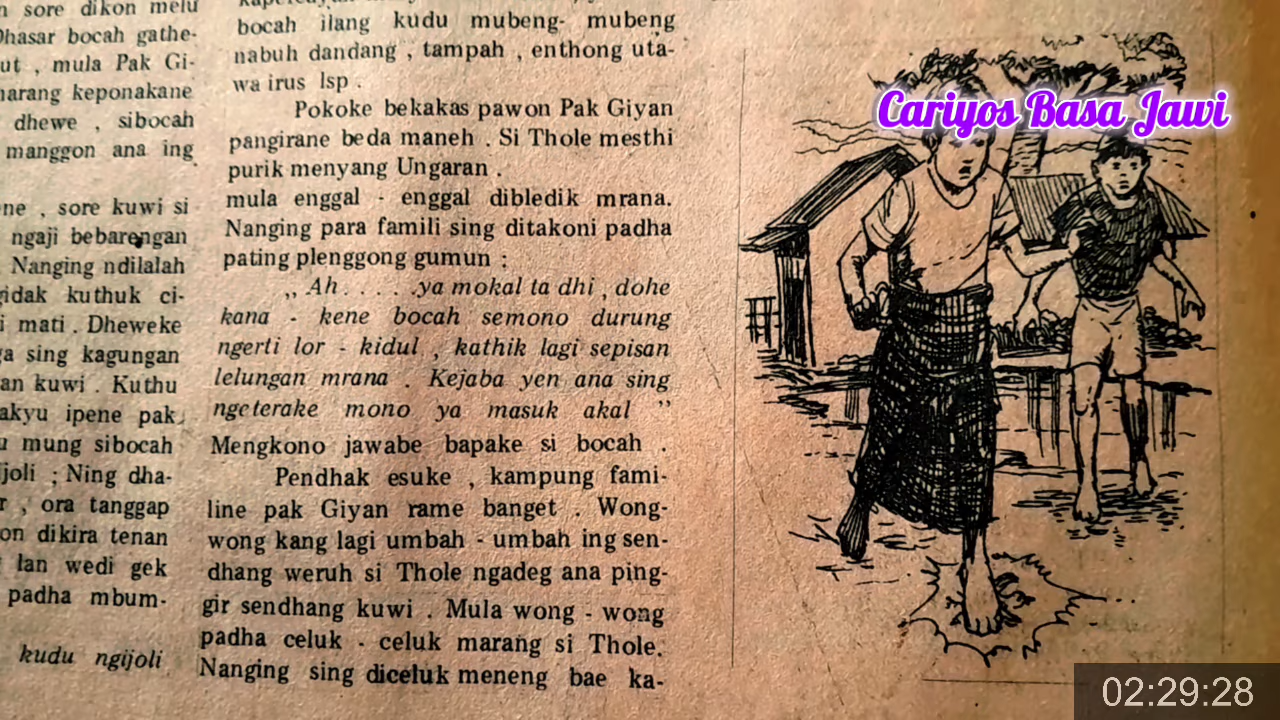 n sore dikon melu
Dhasar bocah gathe-
ut , mula Pak Gi-
narang keponakane
dhewe , sibocah
manggon ana ing
ne , sore kuwi si
ngaji bebarengan
Nanging ndilalah
gidak kuthuk ci-
i mati . Dheweke
ga sing kagungan
an kuwi . Kuthu
akyu ipene pak
u mung sibocah
joli ; Ning dha-
r , ora tanggap
on dikira tenan
lan wedi gek
padha mbum-
kudu ngijoli
bocah ilang kudu mubeng- mubeng
nabuh dandang , tampah , enthong uta-
wa irus lsp .
Pokoke bekakas pawon Pak Giyan
pangirane beda maneh . Si Thole mesthi
purik menyang Ungaran .
mula enggal - enggal dibledik mrana.
Nanging para famili sing ditakoni padha
pating plenggong gumun :
„ Ah . . . . .ya mokal ta dhi , dohe
kana - kene bocah semono durung
ngerti lor - kidul , kathik lagi sepisan
lelungan mrana . Kejaba yen ana sing
ngeterake mono ya masuk akal ”
Mengkono jawabe bapake si bocah .
Pendhak esuke , kampung fami-
line pak Giyan rame banget . Wong-
wong kang lagi umbah - umbah ing sen-
dhang weruh si Thole ngadeg ana ping-
gir sendhang kuwi . Mula wong - wong
padha celuk - celuk marang si Thole.
Nanging sing diceluk meneng bae ka-
Cariyos Basa Jawi
02:29:28